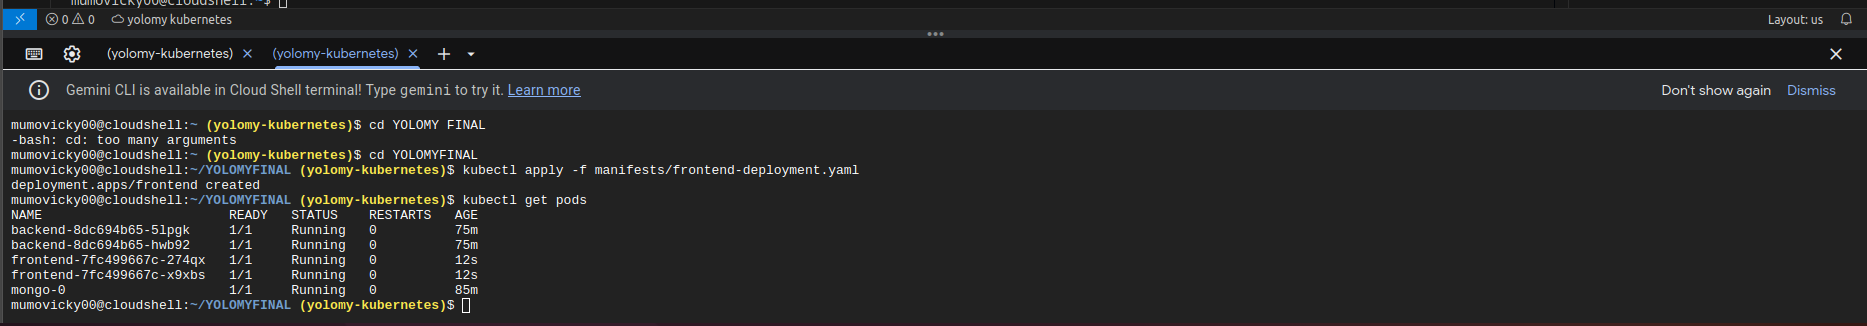 mumovicky00@cloudshell:~$
0 0 yolomy kubernetes Layout: us
(yolomy-kubernetes) (yolomy-kubernetes)
Gemini CLI is available in Cloud Shell terminal! Type gemini to try it. Learn more Don't show again Dismiss
mumovicky00@cloudshell:~ (yolomy-kubernetes)$ cd YOLOMY FINAL
-bash: cd: too many arguments
mumovicky00@cloudshell:~ (yolomy-kubernetes)$ cd YOLOMYFINAL
mumovicky00@cloudshell:~/YOLOMYFINAL (yolomy-kubernetes)$ kubectl apply -f manifests/frontend-deployment.yaml
deployment.apps/frontend created
mumovicky00@cloudshell:~/YOLOMYFINAL (yolomy-kubernetes)$ kubectl get pods
NAME READY STATUS RESTARTS AGE
backend-8dc694b65-5lpgk 1/1 Running 0 75m
backend-8dc694b65-hwb92 1/1 Running 0 75m
frontend-7fc499667c-274qx 1/1 Running 0 12s
frontend-7fc499667c-x9xbs 1/1 Running 0 12s
mongo-0 1/1 Running 0 85m
mumovicky00@cloudshell:~/YOLOMYFINAL (yolomy-kubernetes)$